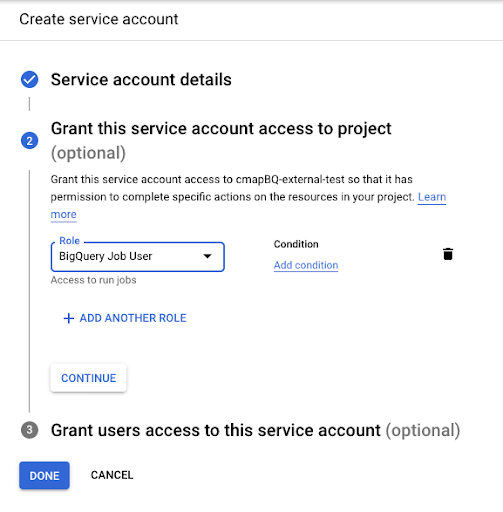 Create service account
Service account details
2
Grant this service account access to project
(optional)
Grant this service account access to cmapBQ-external-test so that it has
permission to complete specific actions on the resources in your project. Learn
more
Role
BigQuery Job User
Condition
Add condition
Access to run jobs
+ ADD ANOTHER ROLE
CONTINUE
3 Grant users access to this service account (optional)
DONE CANCEL